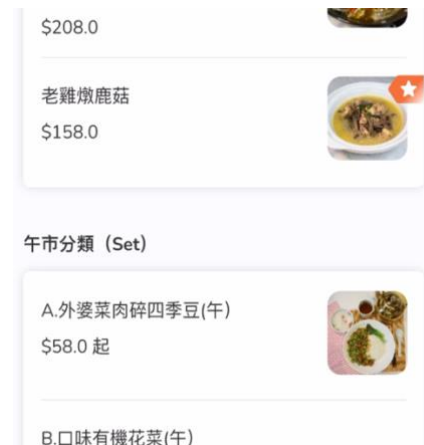 $208.0
老雞燉鹿菇
$158.0
午市分類（Set）
A.外婆菜肉碎四季豆(午）
$58.0 起
B.口味有機花菜(午）